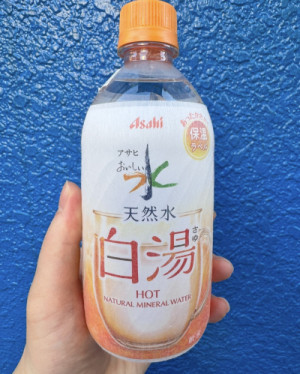 Asahi
保温
アサヒ
おいしい
水
天然水
白湯
さゆ
HOT
NATURAL MINERAL WATER